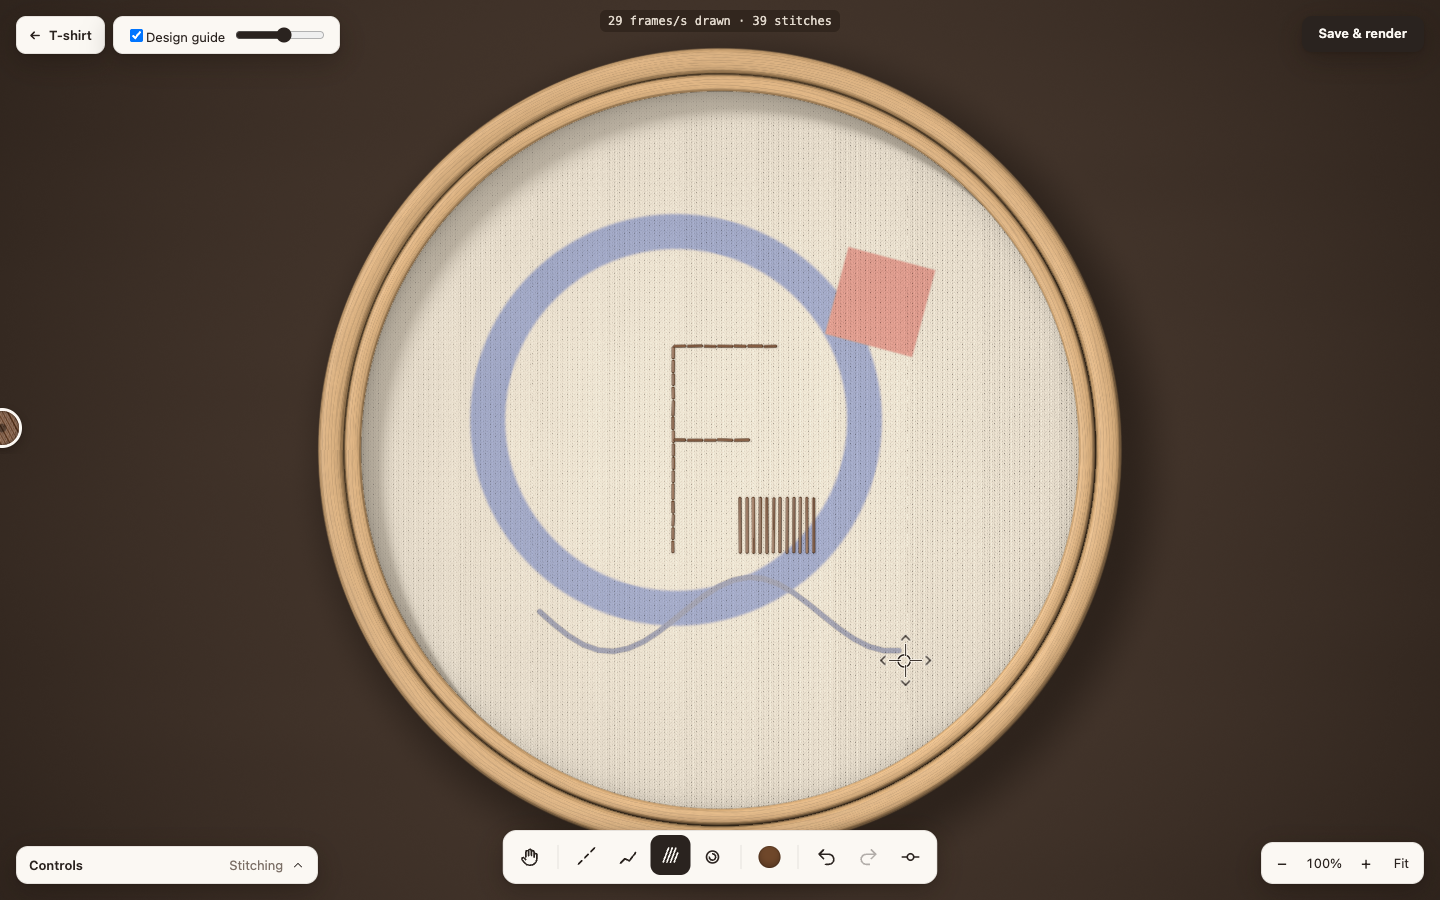 29 frames/s drawn · 39 stitches
← T-shirt
Design guide
Save & render
F
Controls
Stitching
100%
Fit